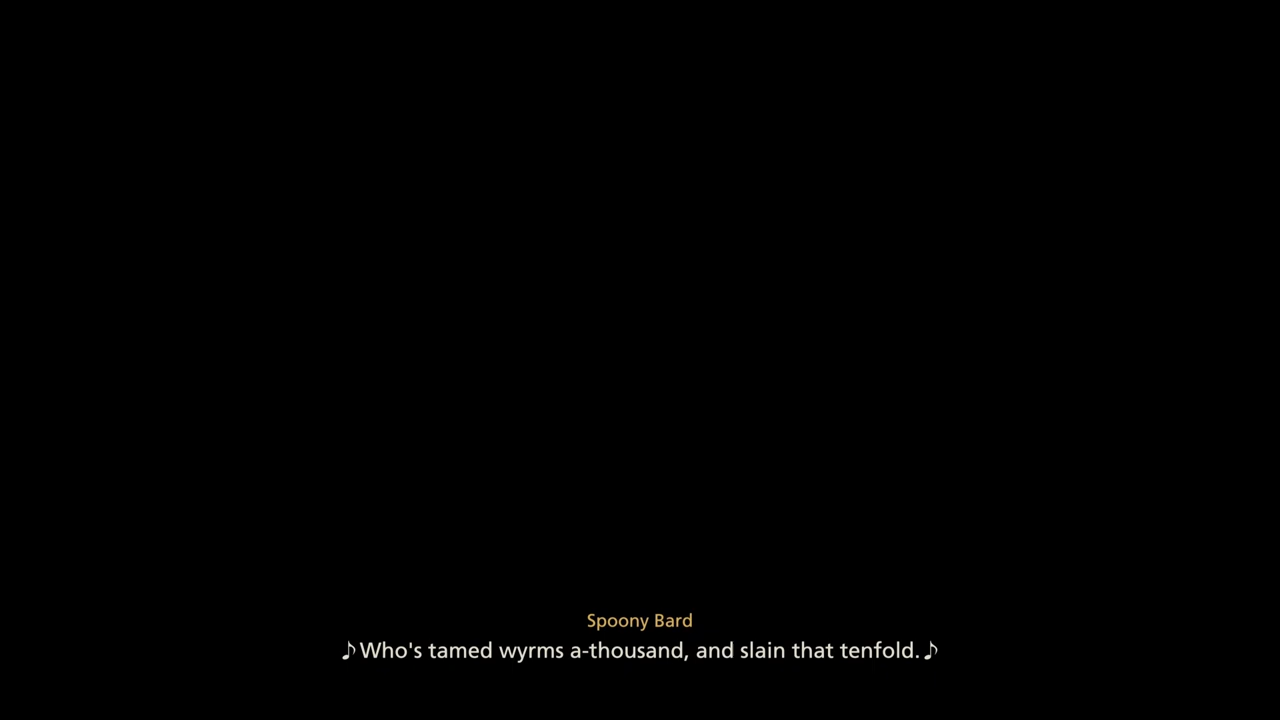 Spoony Bard
♪Who's tamed wyrms a-thousand, and slain that tenfold.♪